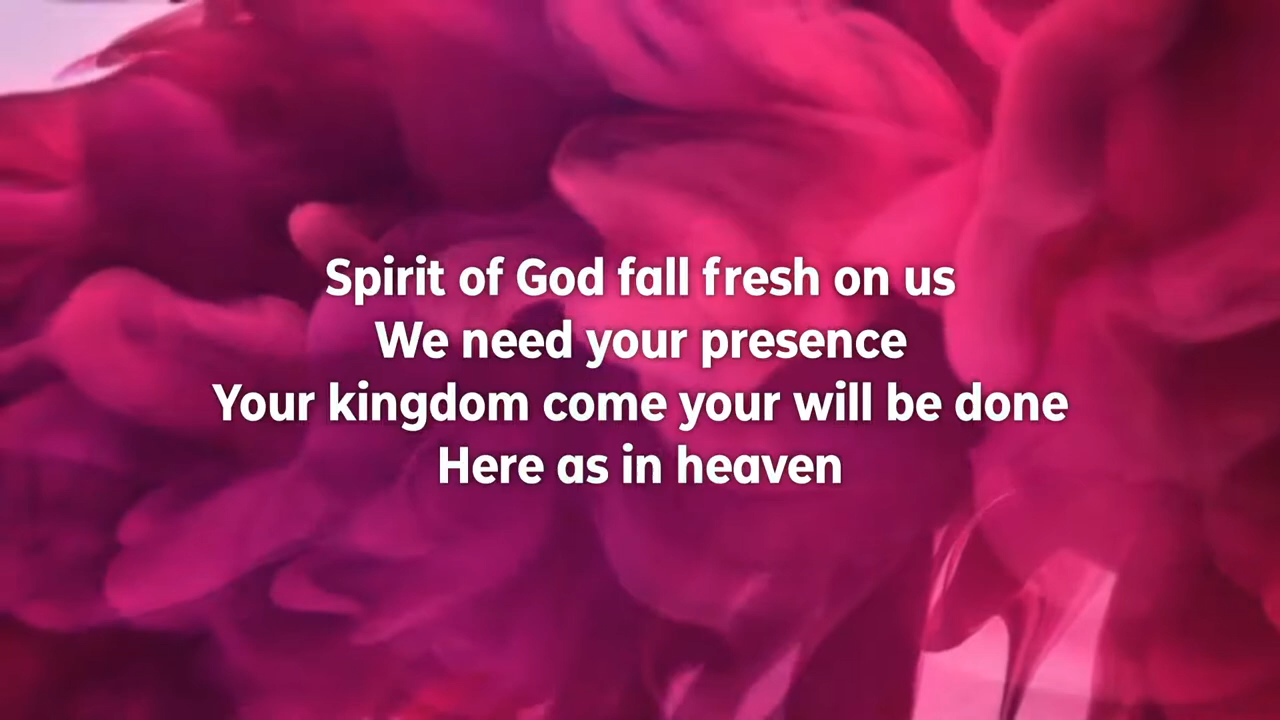 Spirit of God fall fresh on us
We need your presence
Your kingdom come your will be done
Here as in heaven